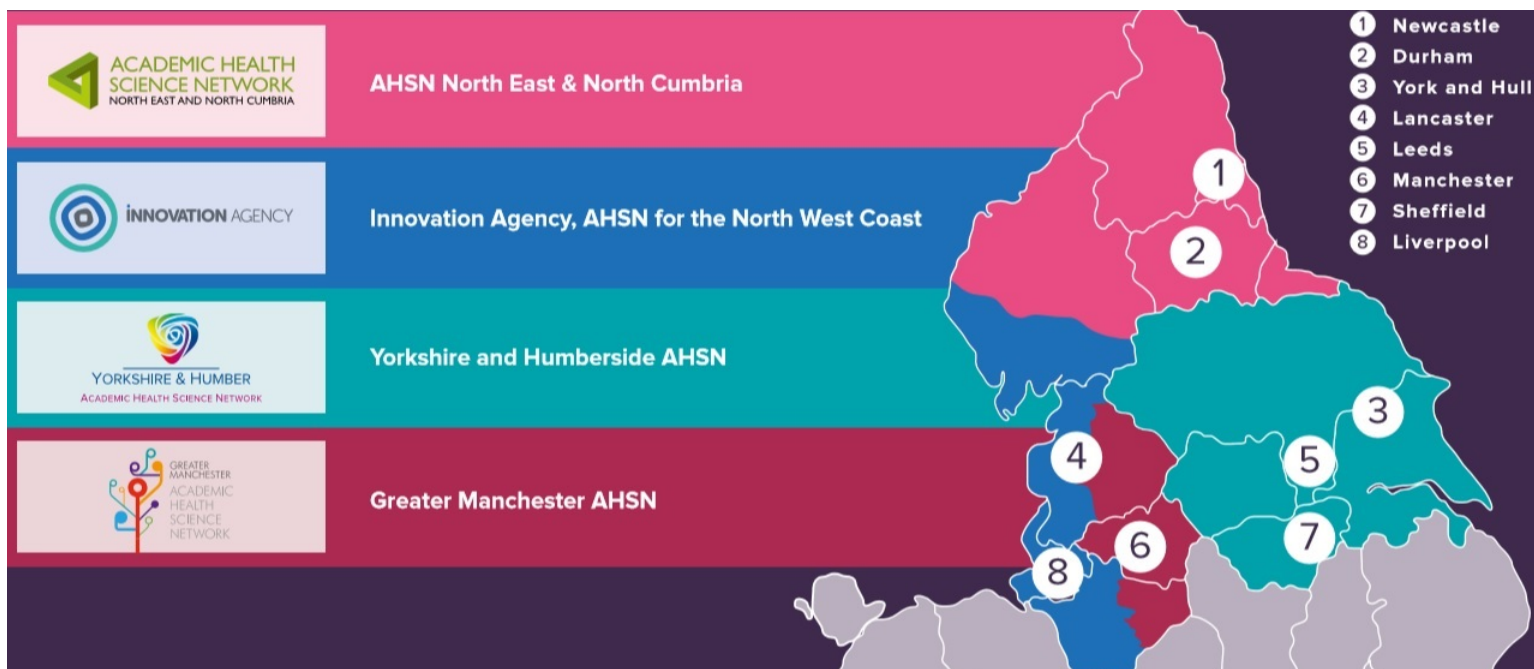 ACADEMIC HEALTH
SCIENCE NETWORK
NORTH EAST AND NORTH CUMBRIA
AHSN North East & North Cumbria
INNOVATION AGENCY
Innovation Agency, AHSN for the North West Coast
YORKSHIRE & HUMBER
ACADEMIC HEALTH SCIENCE NETWORK
Yorkshire and Humberside AHSN
GREATER
MANCHESTER
ACADEMIC
HEALTH
SCIENCE
NETWORK
Greater Manchester AHSN
1
2
3
4
5
6
7
8
1 Newcastle
2 Durham
3 York and Hull
4 Lancaster
5 Leeds
6 Manchester
7 Sheffield
8 Liverpool